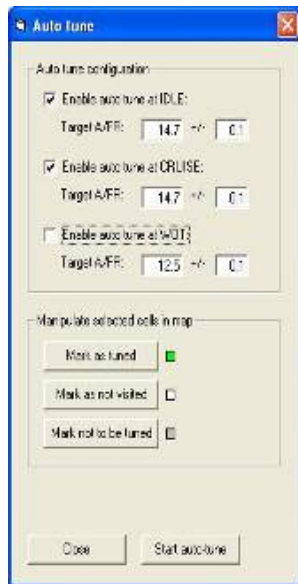 Auto tune
Auto tune configuration
Enable auto tune at IDLE:
Target A/FR: 14.7 +/- 0.1
Enable auto tune at CRUISE:
Target A/FR: 14.7 +/- 0.1
Enable auto tune at WOT:
Target A/FR: 12.5 +/- 0.1
Manipulate selected cells in map
Mark as tuned
Mark as not visited
Mark not to be tuned
Close Start auto-tune